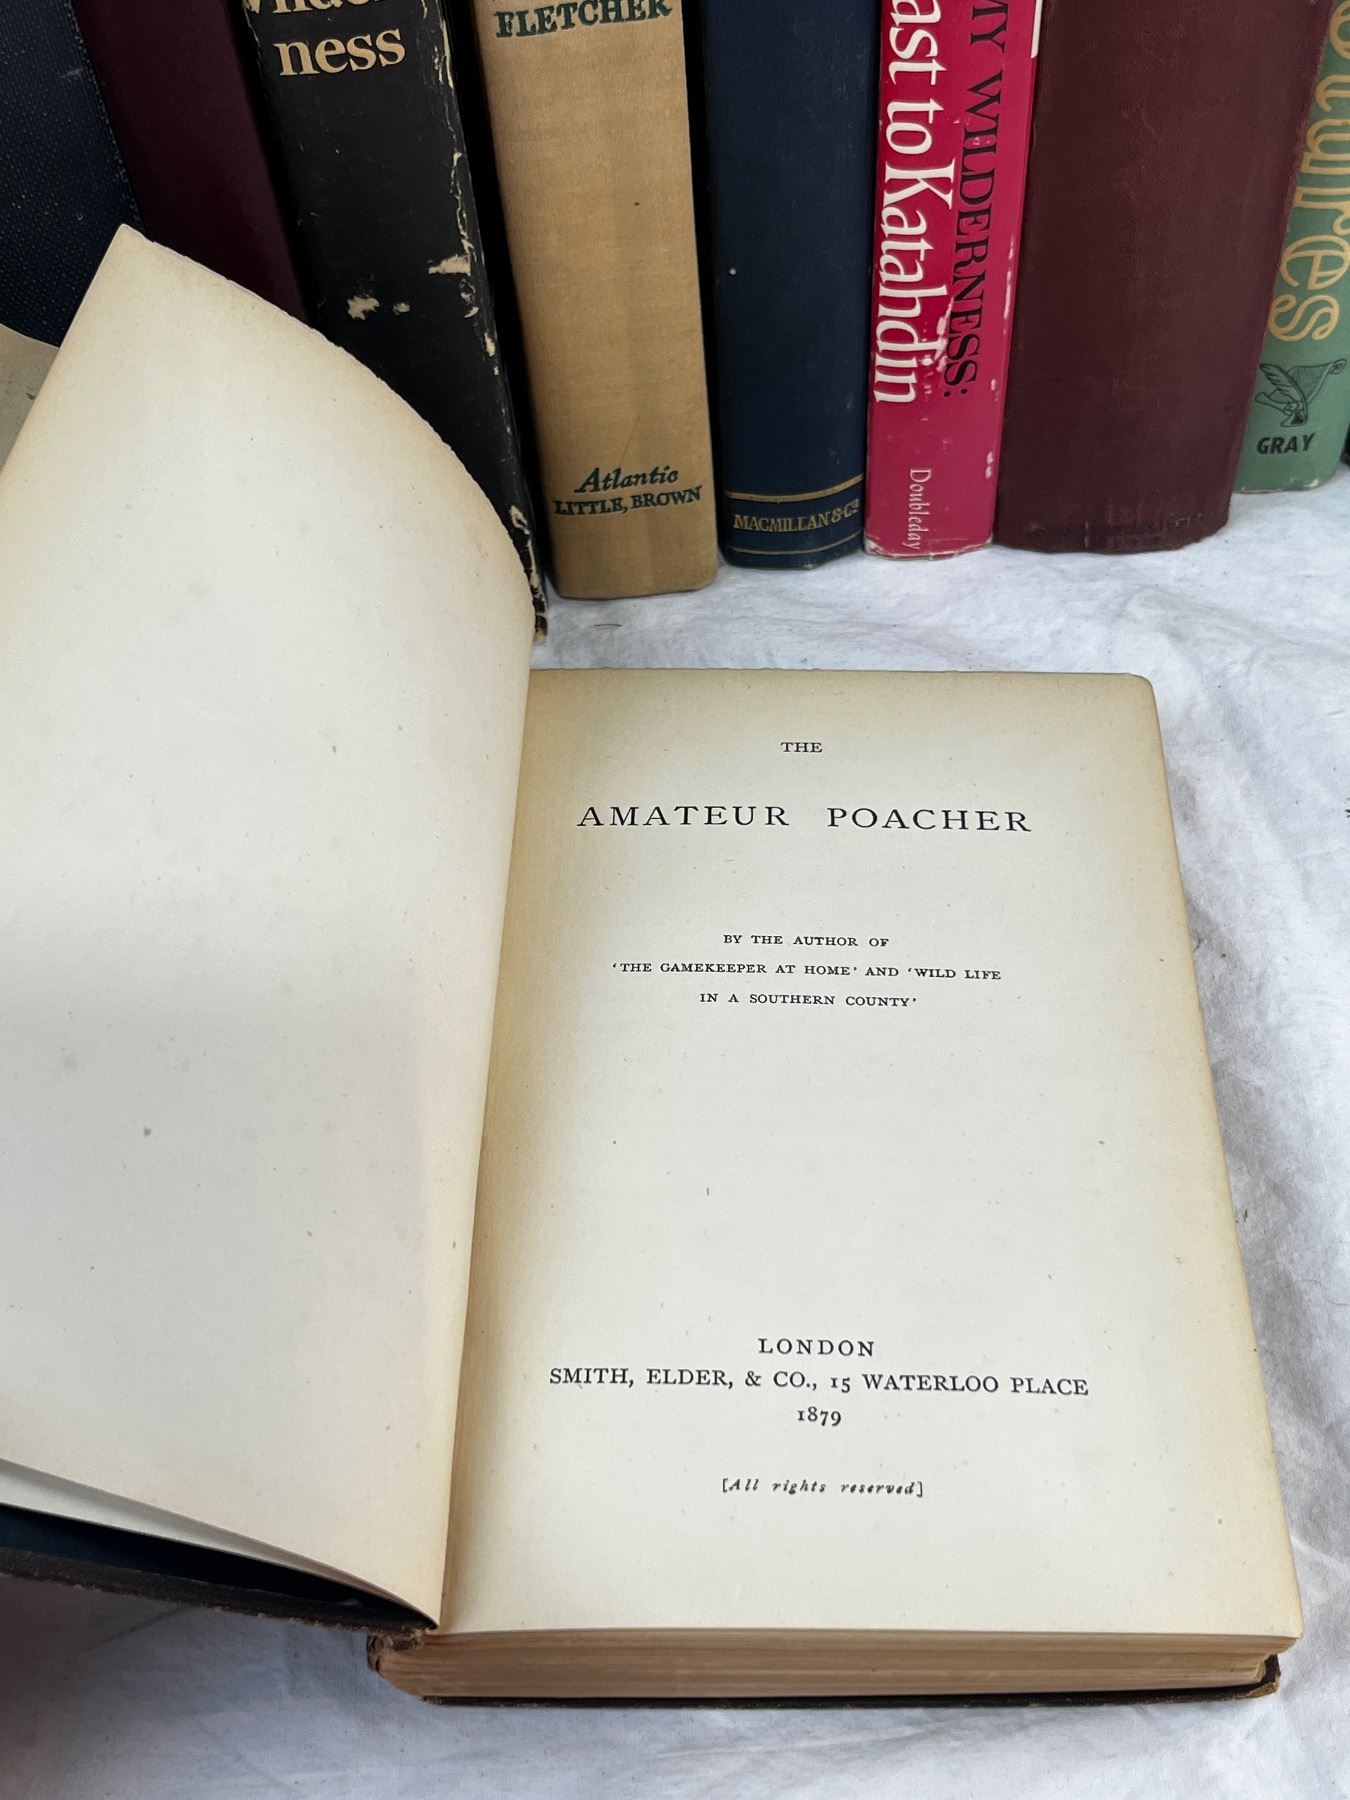 ness
FLETCHER
Atlantic
LITTLE, BROWN
MACMILLAN & Co
MY WILDERNESS:
ast to Katahdin
Doubleday
GRAY
THE
AMATEUR POACHER
BY THE AUTHOR OF
‘THE GAMEKEEPER AT HOME’ AND ‘WILD LIFE
IN A SOUTHERN COUNTY’
LONDON
SMITH, ELDER, & CO., 15 WATERLOO PLACE
1879
[All rights reserved]